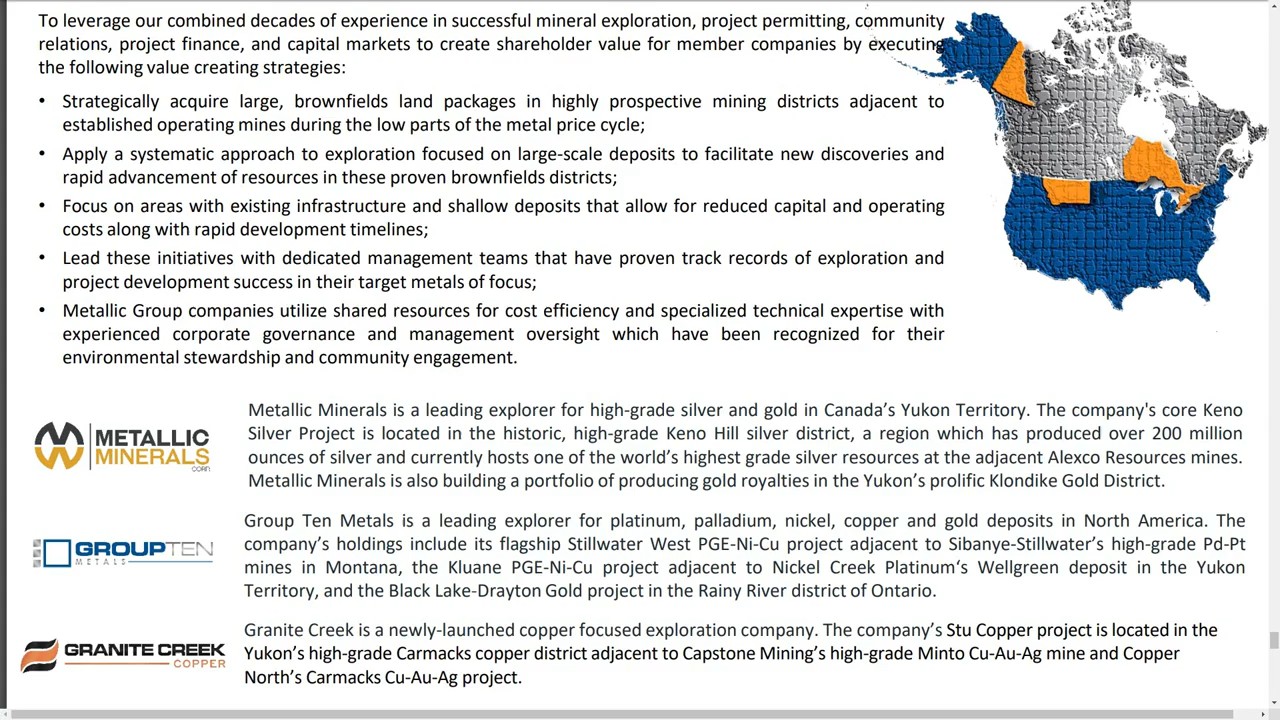 To leverage our combined decades of experience in successful mineral exploration, project permitting, community
relations, project finance, and capital markets to create shareholder value for member companies by executing
the following value creating strategies:
• Strategically acquire large, brownfields land packages in highly prospective mining districts adjacent to
established operating mines during the low parts of the metal price cycle;
• Apply a systematic approach to exploration focused on large-scale deposits to facilitate new discoveries and
rapid advancement of resources in these proven brownfields districts;
• Focus on areas with existing infrastructure and shallow deposits that allow for reduced capital and operating
costs along with rapid development timelines;
• Lead these initiatives with dedicated management teams that have proven track records of exploration and
project development success in their target metals of focus;
• Metallic Group companies utilize shared resources for cost efficiency and specialized technical expertise with
experienced corporate governance and management oversight which have been recognized for their
environmental stewardship and community engagement.
METALLIC
MINERALS
CORP.
Metallic Minerals is a leading explorer for high-grade silver and gold in Canada's Yukon Territory. The company's core Keno
Silver Project is located in the historic, high-grade Keno Hill silver district, a region which has produced over 200 million
ounces of silver and currently hosts one of the world's highest grade silver resources at the adjacent Alexco Resources mines.
Metallic Minerals is also building a portfolio of producing gold royalties in the Yukon's prolific Klondike Gold District.
GROUP TEN
METALS
Group Ten Metals is a leading explorer for platinum, palladium, nickel, copper and gold deposits in North America. The
company's holdings include its flagship Stillwater West PGE-Ni-Cu project adjacent to Sibanye-Stillwater's high-grade Pd-Pt
mines in Montana, the Kluane PGE-Ni-Cu project adjacent to Nickel Creek Platinum's Wellgreen deposit in the Yukon
Territory, and the Black Lake-Drayton Gold project in the Rainy River district of Ontario.
GRANITE CREEK
COPPER
Granite Creek is a newly-launched copper focused exploration company. The company's Stu Copper project is located in the
Yukon's high-grade Carmacks copper district adjacent to Capstone Mining's high-grade Minto Cu-Au-Ag mine and Copper
North's Carmacks Cu-Au-Ag project.